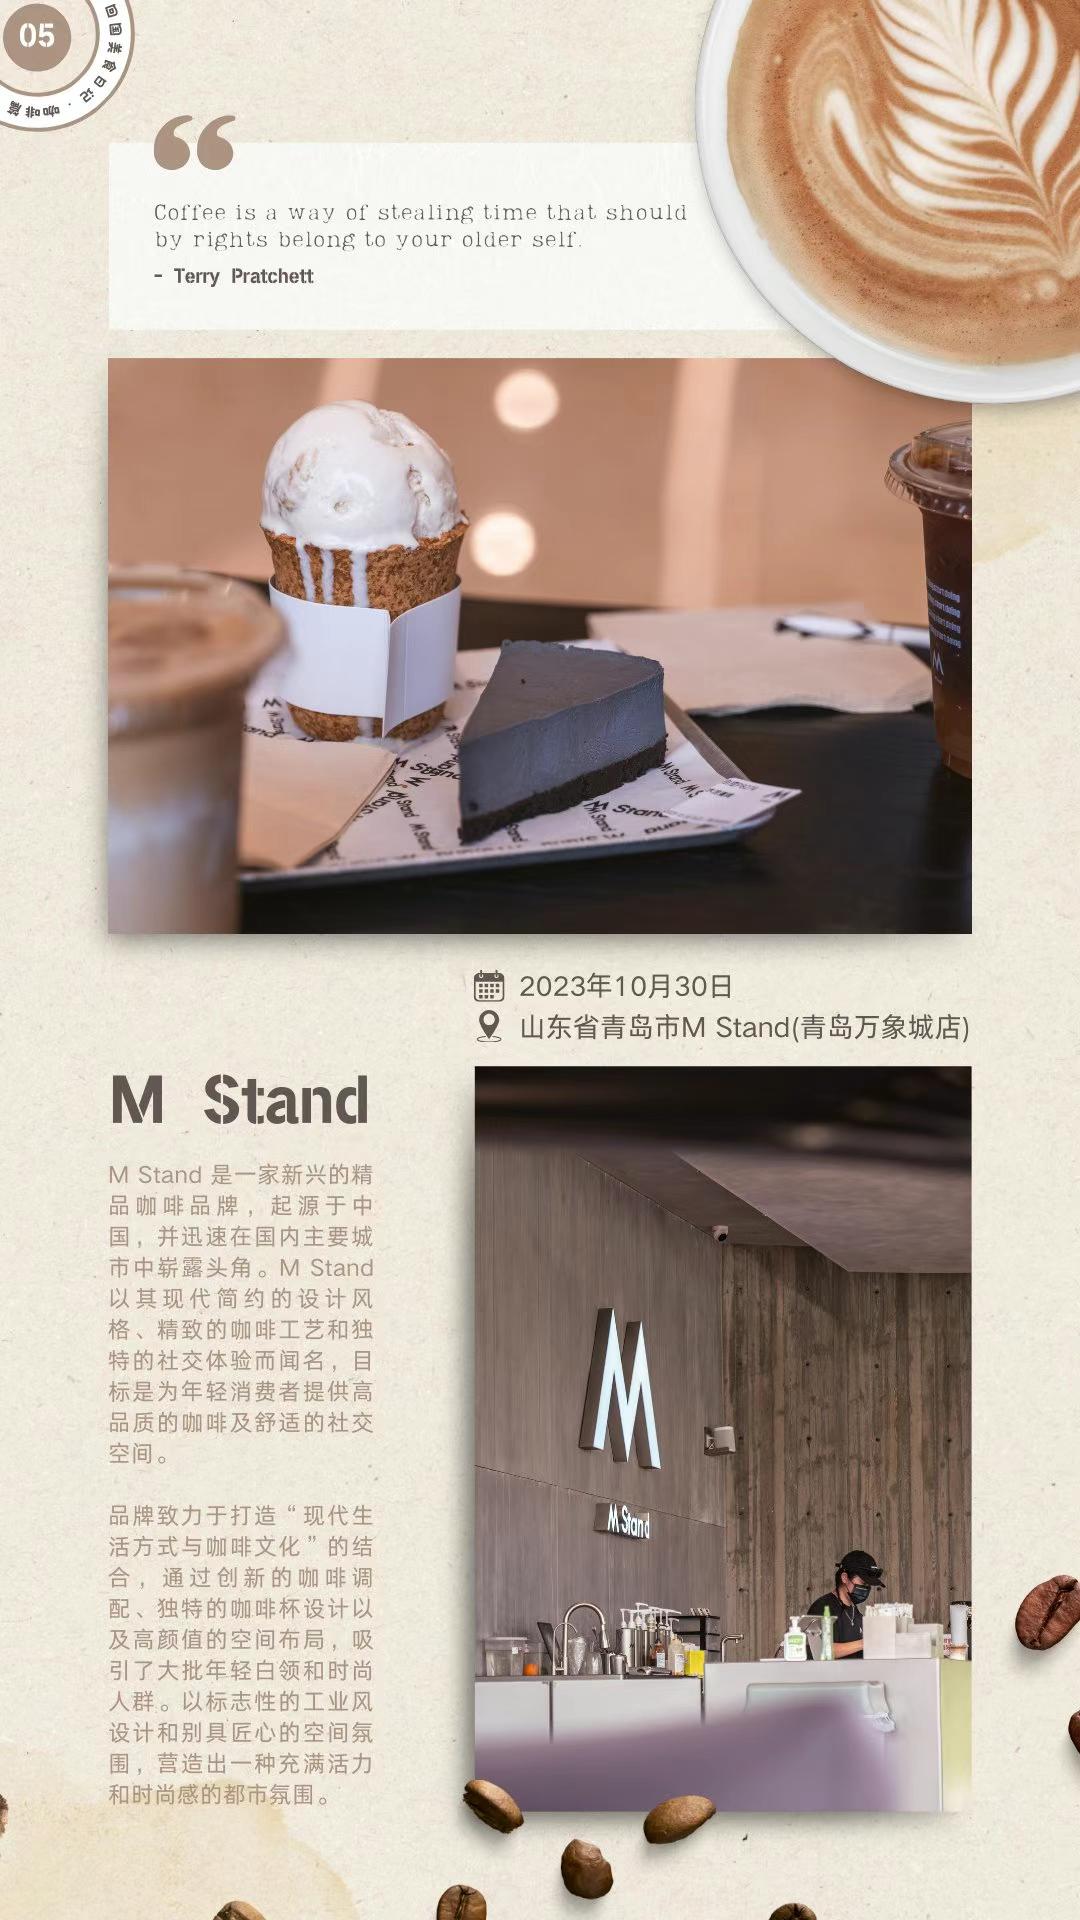 05
回国美食日记 · 咖啡篇
“
Coffee is a way of stealing time that should
by rights belong to your older self.
- Terry Pratchett
M Stand
M Stand
M Stand
2023年10月30日
山东省青岛市M Stand(青岛万象城店)
M Stand
M Stand 是一家新兴的精
品咖啡品牌，起源于中
国，并迅速在国内主要城
市中崭露头角。M Stand
以其现代简约的设计风
格、精致的咖啡工艺和独
特的社交体验而闻名，目
标是为年轻消费者提供高
品质的咖啡及舒适的社交
空间。
品牌致力于打造“现代生
活方式与咖啡文化”的结
合，通过创新的咖啡调
配、独特的咖啡杯设计以
及高颜值的空间布局，吸
引了大批年轻白领和时尚
人群。以标志性的工业风
设计和别具匠心的空间氛
围，营造出一种充满活力
和时尚感的都市氛围。
M
M Stand